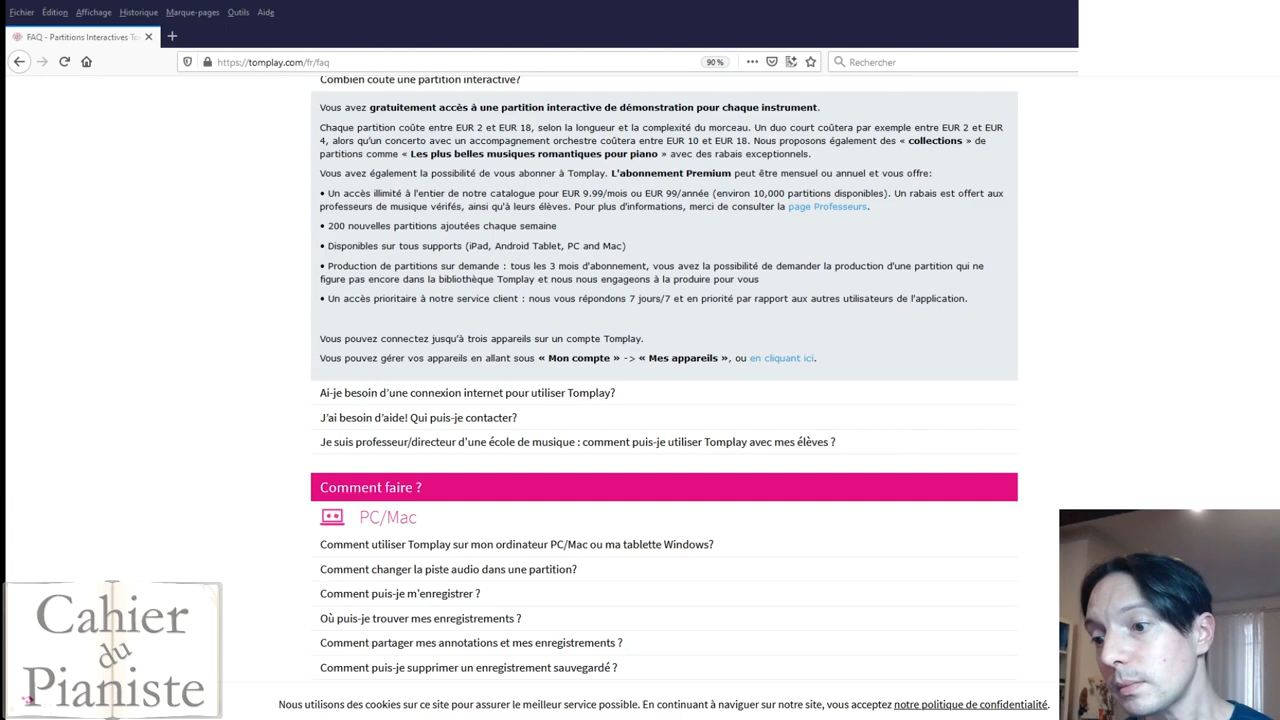 Fichier Édition Affichage Historique Marque-pages Outils Aide
FAQ - Partitions Interactives To
https://tomplay.com/fr/faq
90 %
Rechercher
Combien coûte une partition interactive?
Vous avez gratuitement accès à une partition interactive de démonstration pour chaque instrument.
Chaque partition coûte entre EUR 2 et EUR 18, selon la longueur et la complexité du morceau. Un duo court coûtera par exemple entre EUR 2 et EUR
4, alors qu'un concerto avec un accompagnement orchestre coûtera entre EUR 10 et EUR 18. Nous proposons également des « collections » de
partitions comme « Les plus belles musiques romantiques pour piano » avec des rabais exceptionnels.
Vous avez également la possibilité de vous abonner à Tomplay. L'abonnement Premium peut être mensuel ou annuel et vous offre:
• Un accès illimité à l'entier de notre catalogue pour EUR 9.99/mois ou EUR 99/année (environ 10,000 partitions disponibles). Un rabais est offert aux
professeurs de musique vérifés, ainsi qu'à leurs élèves. Pour plus d'informations, merci de consulter la page Professeurs.
• 200 nouvelles partitions ajoutées chaque semaine
• Disponibles sur tous supports (iPad, Android Tablet, PC and Mac)
• Production de partitions sur demande : tous les 3 mois d'abonnement, vous avez la possibilité de demander la production d'une partition qui ne
figure pas encore dans la bibliothèque Tomplay et nous nous engageons à la produire pour vous
• Un accès prioritaire à notre service client : nous vous répondons 7 jours/7 et en priorité par rapport aux autres utilisateurs de l'application.
Vous pouvez connectez jusqu'à trois appareils sur un compte Tomplay.
Vous pouvez gérer vos appareils en allant sous « Mon compte » -> « Mes appareils », ou en cliquant ici.
Ai-je besoin d'une connexion internet pour utiliser Tomplay?
J'ai besoin d'aide! Qui puis-je contacter?
Je suis professeur/directeur d'une école de musique : comment puis-je utiliser Tomplay avec mes élèves ?
Comment faire ?
PC/Mac
Comment utiliser Tomplay sur mon ordinateur PC/Mac ou ma tablette Windows?
Comment changer la piste audio dans une partition?
Comment puis-je m'enregistrer ?
Où puis-je trouver mes enregistrements ?
Comment partager mes annotations et mes enregistrements ?
Comment puis-je supprimer un enregistrement sauvegardé ?
Nous utilisons des cookies sur ce site pour assurer le meilleur service possible. En continuant à naviguer sur notre site, vous acceptez notre politique de confidentialité.
Cahier
du
Pianiste